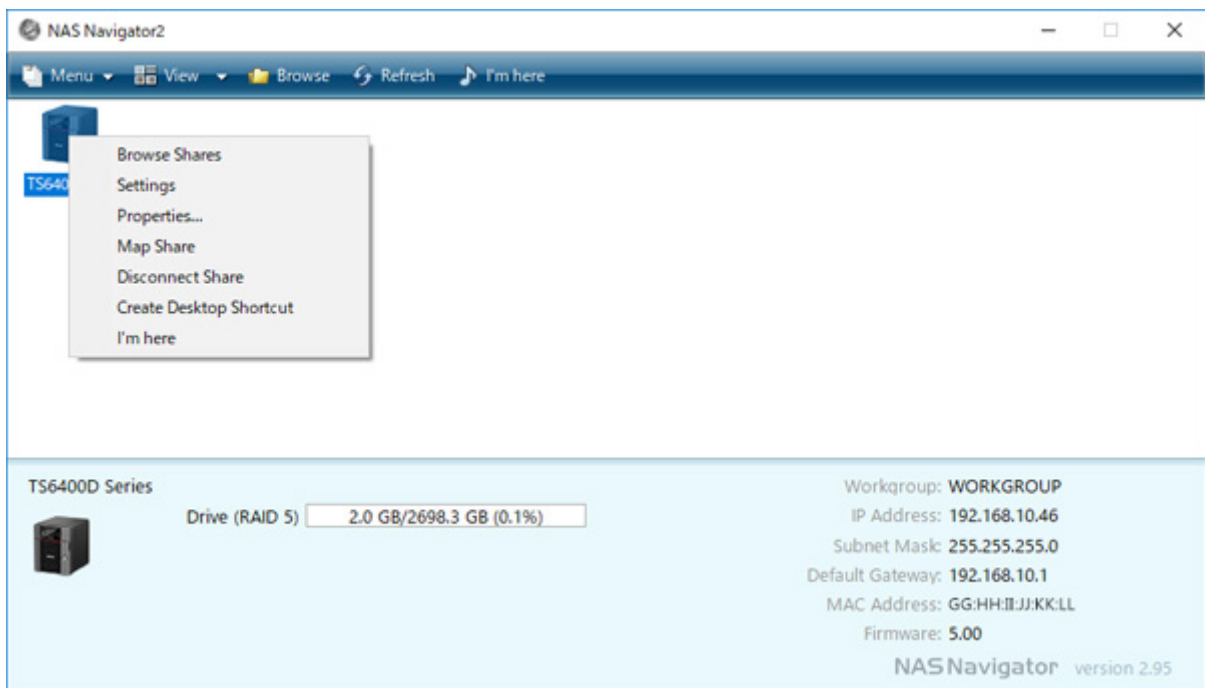 NAS Navigator2
Menu View Browse Refresh I'm here
Browse Shares
TS640
Settings
Properties...
Map Share
Disconnect Share
Create Desktop Shortcut
I'm here
TS6400D Series
Drive (RAID 5) 2.0 GB/2698.3 GB (0.1%)
Workgroup: WORKGROUP
IP Address: 192.168.10.46
Subnet Mask: 255.255.255.0
Default Gateway: 192.168.10.1
MAC Address: GG:HH:II:JJ:KK:LL
Firmware: 5.00
NAS Navigator version 2.95